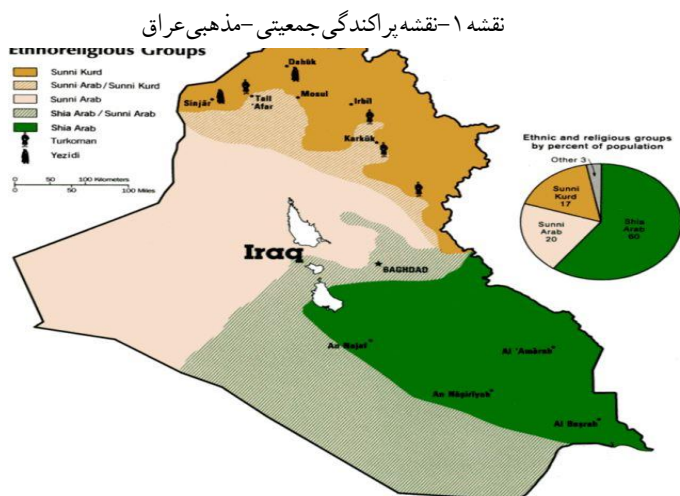 نقشه ۱-نقشه پراکندگی جمعیتی-مذهبی عراق
Ethnoreligious Groups
Sunni Kurd
Sunni Arab/Sunni Kurd
Sunni Arab
Shia Arab/Sunni Arab
Shia Arab
Turkoman
Yezidi
0 50 100 Kilometers
0 50 100 Miles
Dahūk
Sinjār
Tall
'Afar
Mosul
Irbīl
Karkūk
Iraq
BAGHDAD
An Najaf
Al 'Amārah
An Nāşirīyah
Al Başrah
Ethnic and religious groups
by percent of population
Other 3
Sunni
Kurd
17
Sunni
Arab
20
Shia
Arab
60